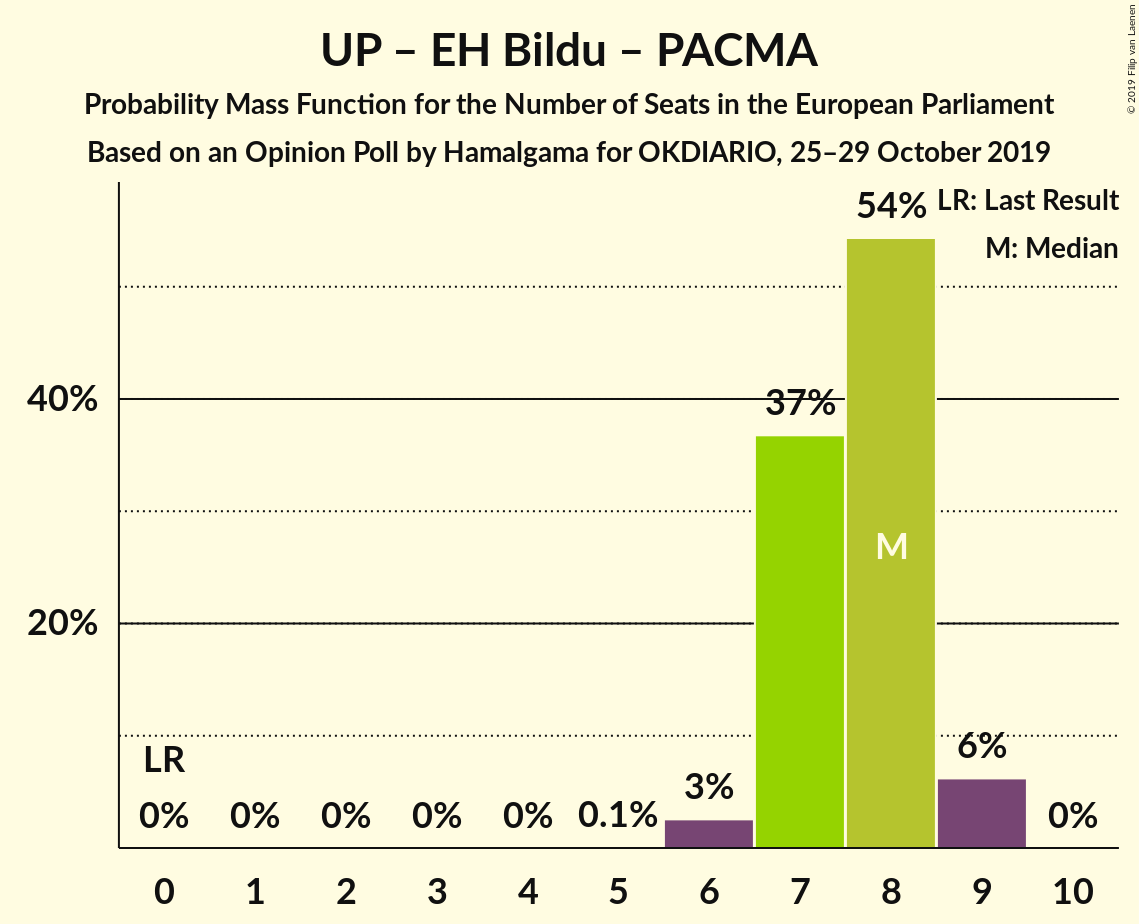 UP – EH Bildu – PACMA
Probability Mass Function for the Number of Seats in the European Parliament
Based on an Opinion Poll by Hamalgama for OKDIARIO, 25–29 October 2019
© 2019 Filip van Laenen
LR: Last Result
M: Median
54%
40%
37%
M
20%
LR
6%
3%
0% 0% 0% 0% 0% 0.1% 0%
0 1 2 3 4 5 6 7 8 9 10